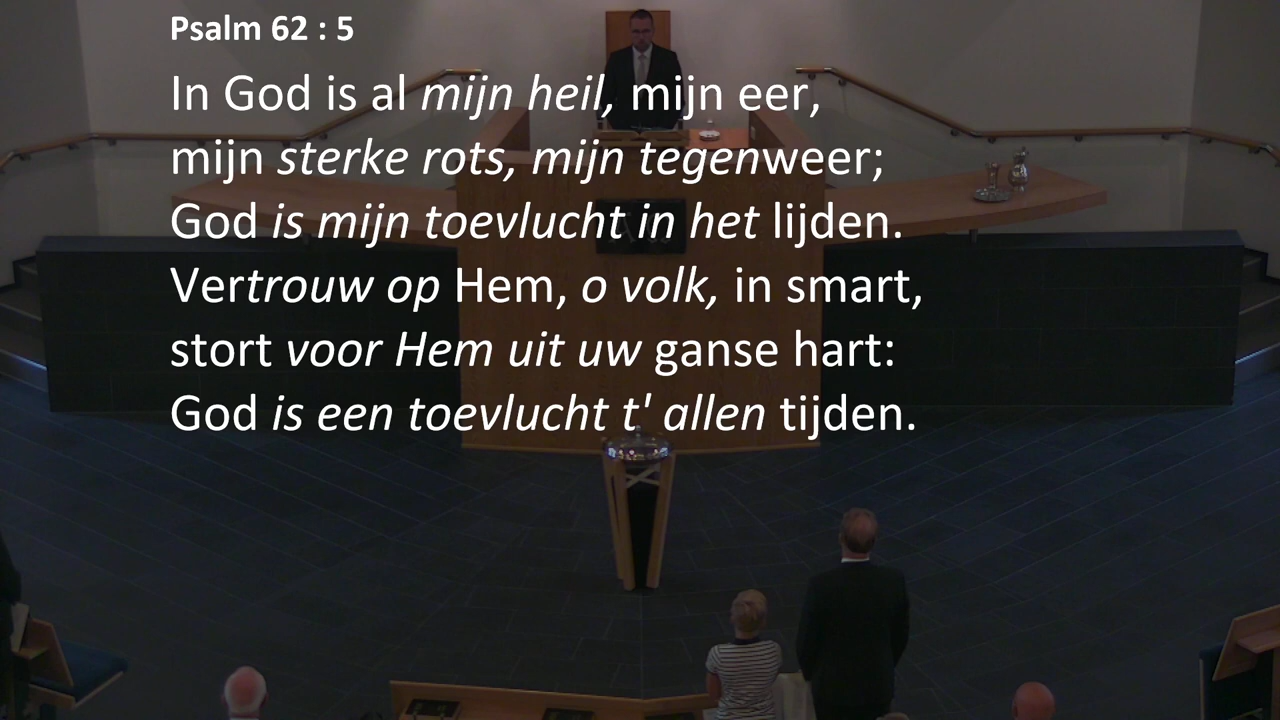 Psalm 62 : 5
In God is al mijn heil, mijn eer,
mijn sterke rots, mijn tegenweer;
God is mijn toevlucht in het lijden.
Vertrouw op Hem, o volk, in smart,
stort voor Hem uit uw ganse hart:
God is een toevlucht t' allen tijden.